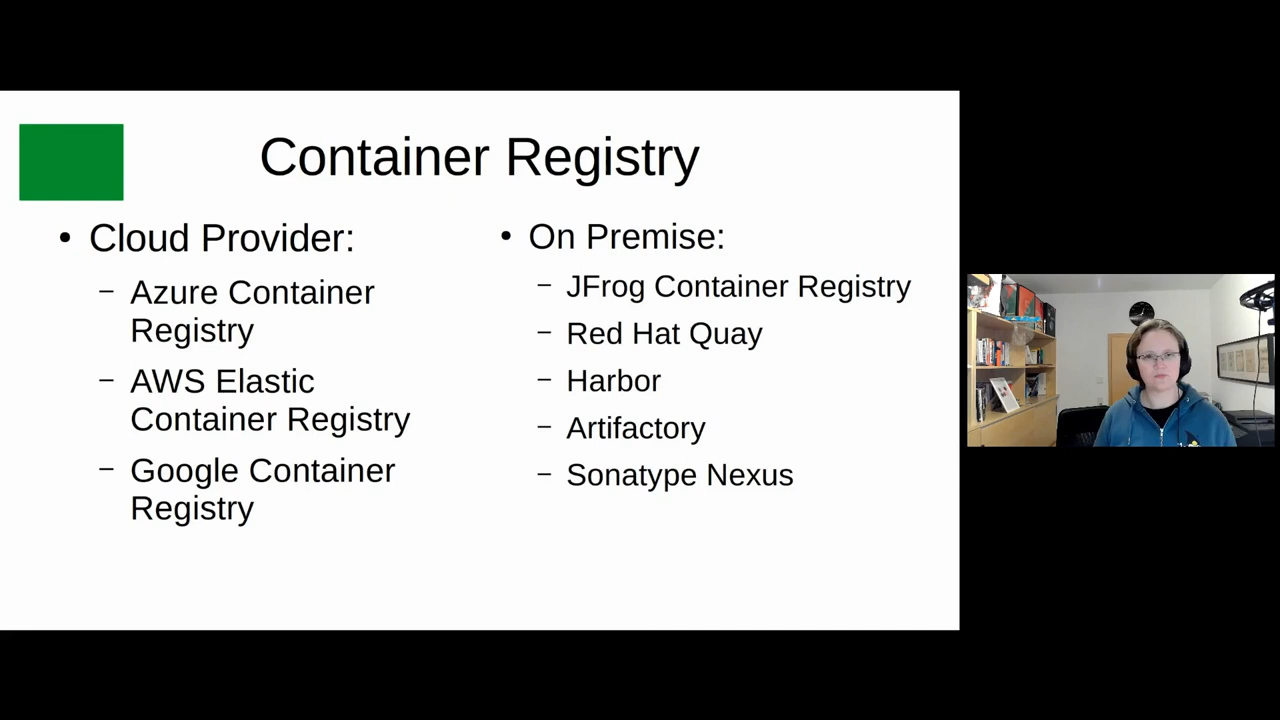 Container Registry
• Cloud Provider:
– Azure Container
Registry
– AWS Elastic
Container Registry
– Google Container
Registry
• On Premise:
– JFrog Container Registry
– Red Hat Quay
– Harbor
– Artifactory
– Sonatype Nexus